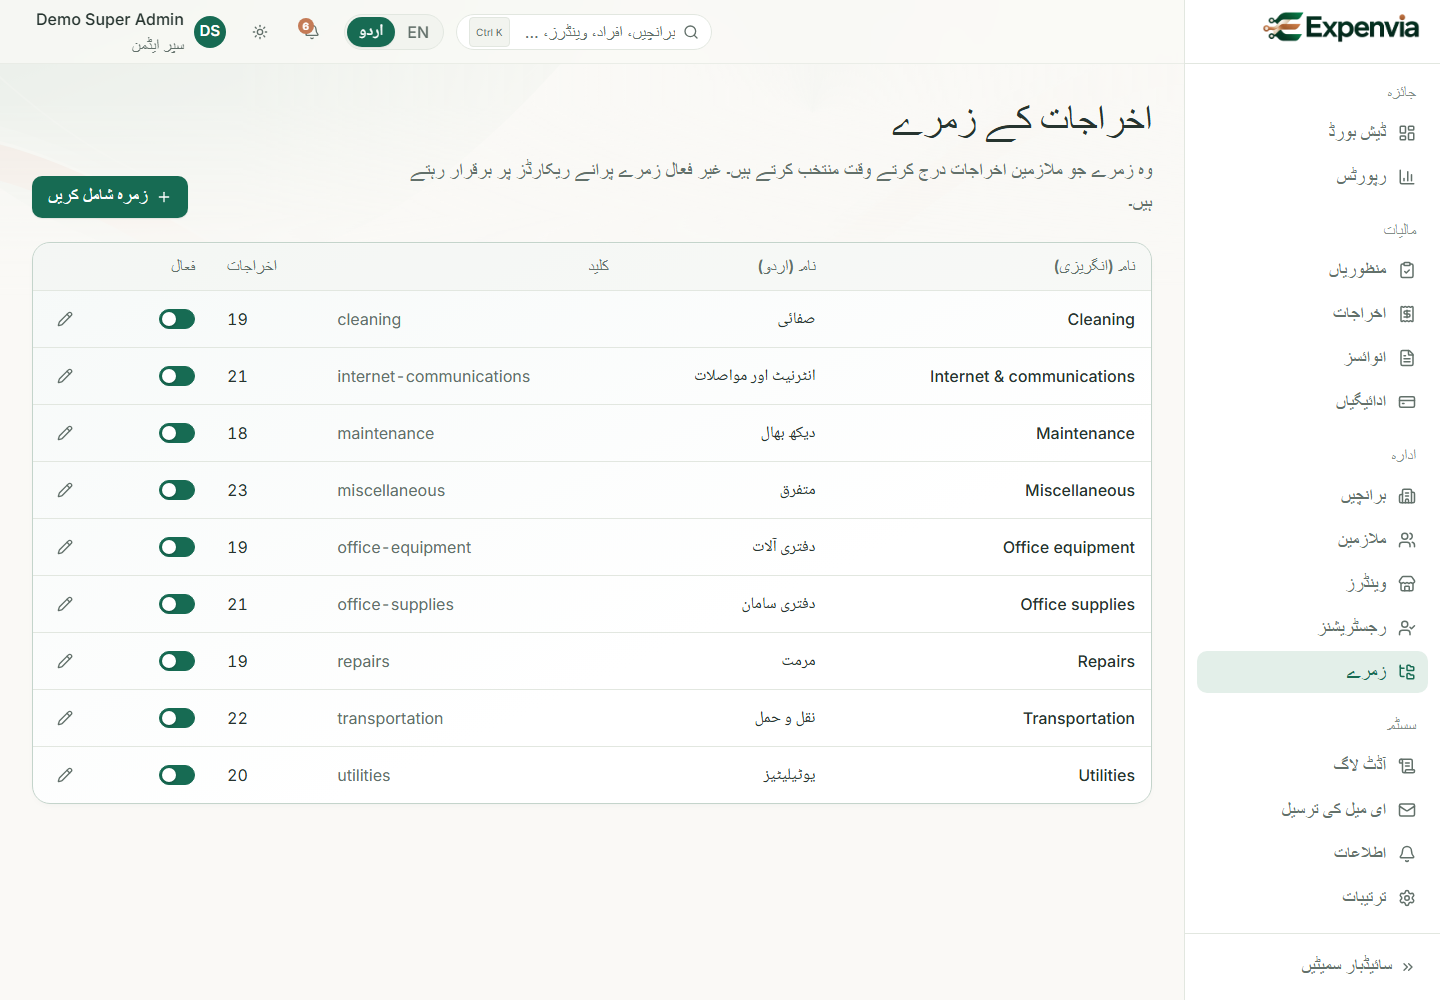 Expenvia
برانچیں، افراد، وینڈرز، ...
Ctrl K
EN
اردو
6
DS
Demo Super Admin
سپر ایڈمن
جائزہ
ڈیش بورڈ
رپورٹس
مالیات
منظوریاں
اخراجات
انوائسز
ادائیگیاں
ادارہ
برانچیں
ملازمین
وینڈرز
رجسٹریشنز
زمرے
سسٹم
آڈٹ لاگ
ای میل کی ترسیل
اطلاعات
ترتیبات
سائیڈبار سمیٹیں
اخراجات کے زمرے
وہ زمرے جو ملازمین اخراجات درج کرتے وقت منتخب کرتے ہیں۔ غیر فعال زمرے پرانے ریکارڈز پر برقرار رہتے
ہیں۔
زمرہ شامل کریں
نام (انگریزی) نام (اردو) کلید اخراجات فعال
Cleaning صفائی cleaning 19
Internet & communications انٹرنیٹ اور مواصلات internet-communications 21
Maintenance دیکھ بھال maintenance 18
Miscellaneous متفرق miscellaneous 23
Office equipment دفتری آلات office-equipment 19
Office supplies دفتری سامان office-supplies 21
Repairs مرمت repairs 19
Transportation نقل و حمل transportation 22
Utilities یوٹیلیٹیز utilities 20